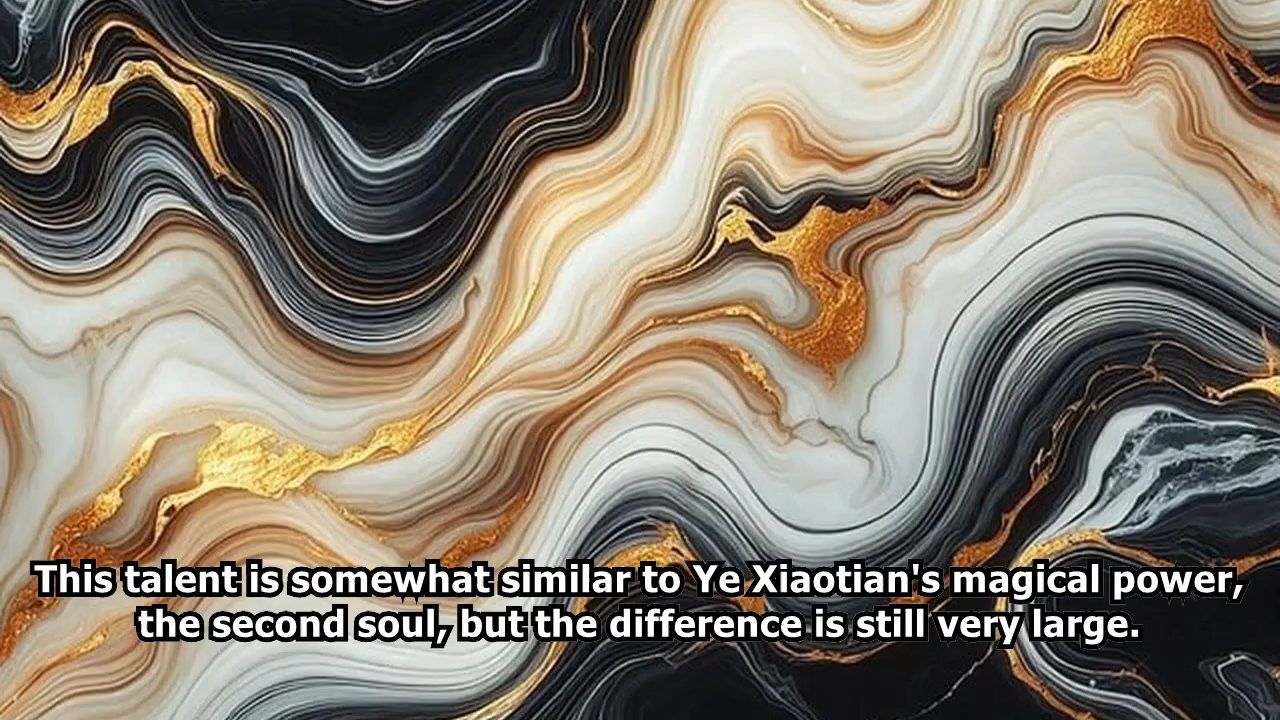 This talent is somewhat similar to Ye Xiaotian's magical power,
the second soul, but the difference is still very large.